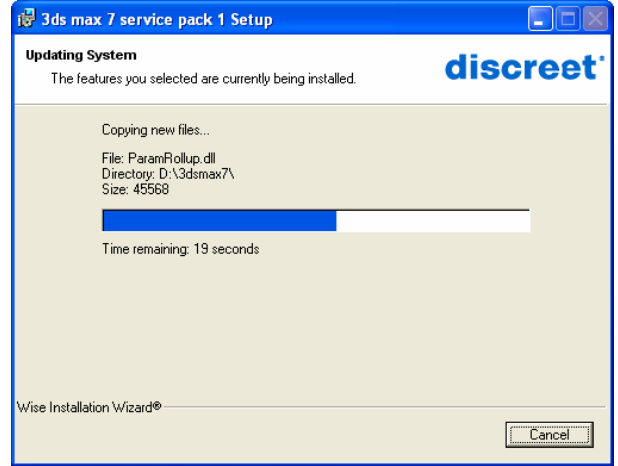 3ds max 7 service pack 1 Setup
Updating System
The features you selected are currently being installed.
discreet
Copying new files...
File: ParamRollup.dll
Directory: D:\3dsmax7\
Size: 45568
Time remaining: 19 seconds
Wise Installation Wizard®
Cancel